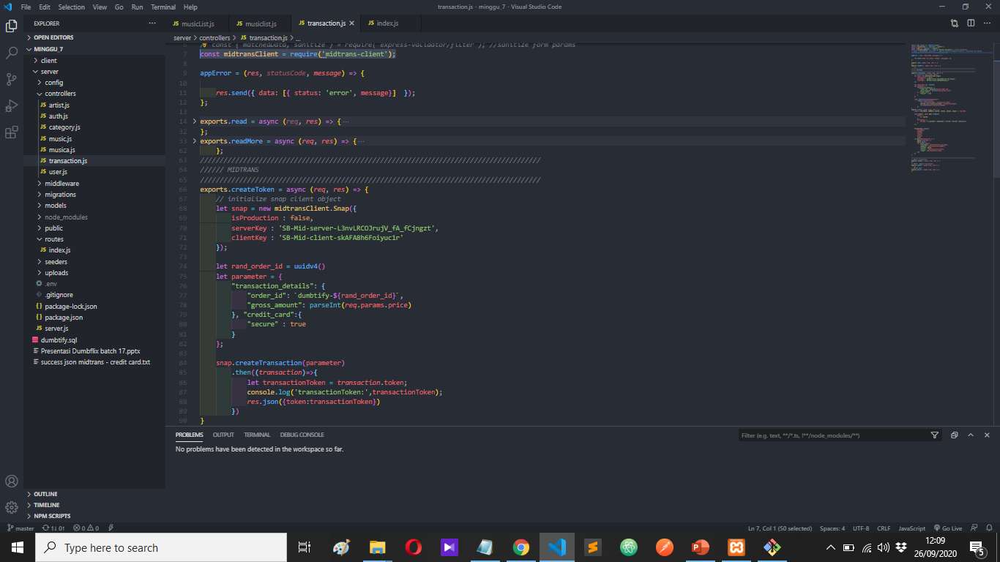 File Edit Selection View Go Run Terminal Help
transaction.js - minggu_7 - Visual Studio Code
EXPLORER
OPEN EDITORS
MINGGU_7
client
server
config
controllers
artist.js
auth.js
category.js
music.js
musica.js
transaction.js
user.js
middleware
migrations
models
node_modules
public
routes
index.js
seeders
uploads
.env
.gitignore
package-lock.json
package.json
server.js
dumbtify.sql
Presentasi Dumbflix batch 17.pptx
success json midtrans - credit card.txt
OUTLINE
TIMELINE
NPM SCRIPTS
musicList.js musiclist.js transaction.js index.js
server > controllers > transaction.js > ...
6 // const { matchedData, sanitize } = require('express-validator/filter'); //sanitize form params
7 const midtransClient = require('midtrans-client');
8
9 appError = (res, statusCode, message) => {
10
11 res.send({ data: [{ status: 'error', message}] });
12 };
13
14 exports.read = async (req, res) => { ...
32 };
33 exports.readMore = async (req, res) => { ...
62 };
63 ///////////////////////////////////////////////////////////////////////////////////////
64 ////// MIDTRANS
65 ///////////////////////////////////////////////////////////////////////////////////////
66 exports.createToken = async (req, res) => {
67 // initialize snap client object
68 let snap = new midtransClient.Snap({
69 isProduction : false,
70 serverKey : 'SB-Mid-server-L3nvLRCOJrujV_fA_fCjngzt',
71 clientKey : 'SB-Mid-client-skAFA8h6Foiyuc1r'
72 });
73
74 let rand_order_id = uuidv4()
75 let parameter = {
76 "transaction_details": {
77 "order_id": `dumbtify-${rand_order_id}`,
78 "gross_amount": parseInt(req.params.price)
79 }, "credit_card":{
80 "secure" : true
81 }
82 };
83
84 snap.createTransaction(parameter)
85 .then((transaction)=>{
86 let transactionToken = transaction.token;
87 console.log('transactionToken:',transactionToken);
88 res.json({token:transactionToken})
89 })
90 }
PROBLEMS OUTPUT TERMINAL DEBUG CONSOLE
Filter (e.g. text, **/*.ts, !**/node_modules/**)
No problems have been detected in the workspace so far.
master 1↓ 0↑ 0 0
Ln 7, Col 1 (50 selected) Spaces: 4 UTF-8 CRLF JavaScript Go Live
Type here to search
12:09
26/09/2020
5